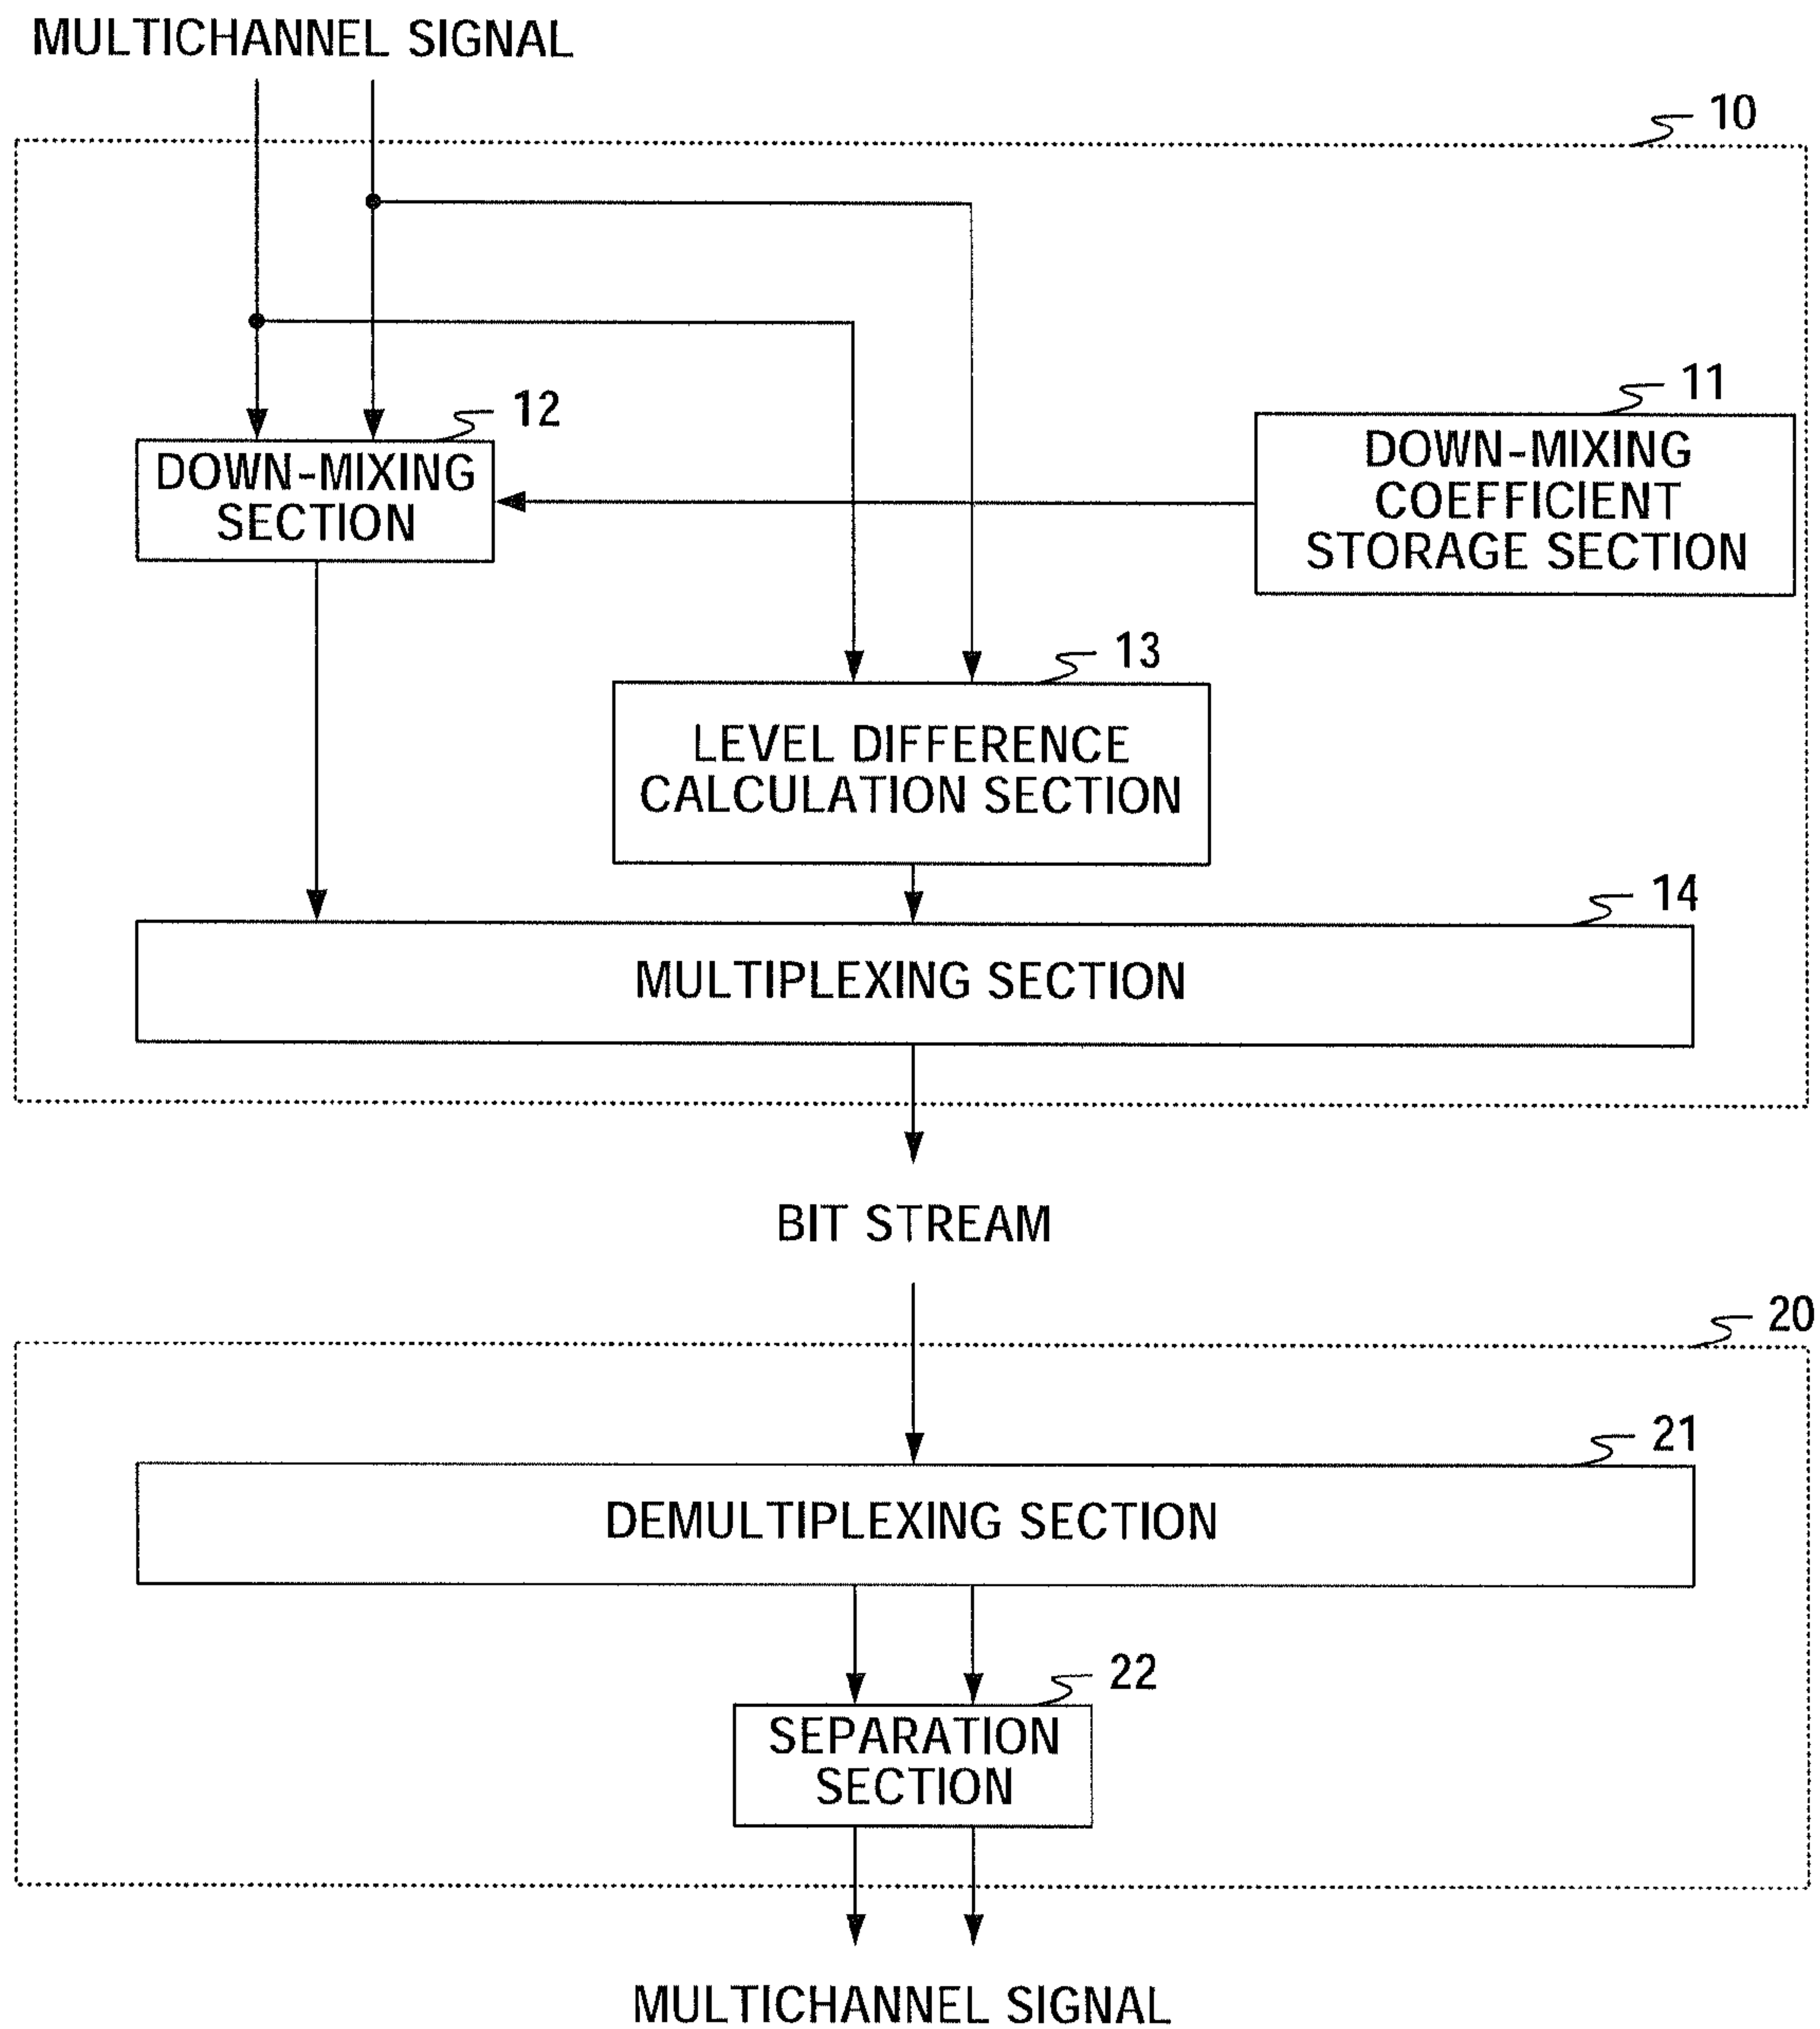 MULTICHANNEL SIGNAL
10
12
DOWN-MIXING
SECTION
11
DOWN-MIXING
COEFFICIENT
STORAGE SECTION
13
LEVEL DIFFERENCE
CALCULATION SECTION
14
MULTIPLEXING SECTION
BIT STREAM
20
21
DEMULTIPLEXING SECTION
22
SEPARATION
SECTION
MULTICHANNEL SIGNAL